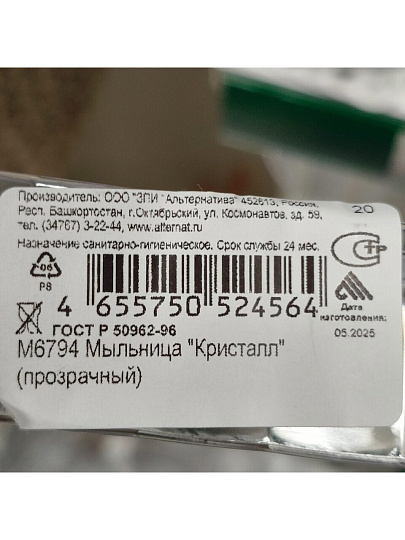 Производитель: ООО "ЗПИ "Альтернатива" 452613, Россия,
Респ. Башкортостан, г.Октябрьский, ул. Космонавтов, зд. 59,
тел. (34767) 3-22-44, www.alternat.ru
20
Назначение санитарно-гигиеническое. Срок службы 24 мес.
06
P8
4 655750 524564
Дата
изготовления:
05.2025
ГОСТ Р 50962-96
М6794 Мыльница "Кристалл"
(прозрачный)